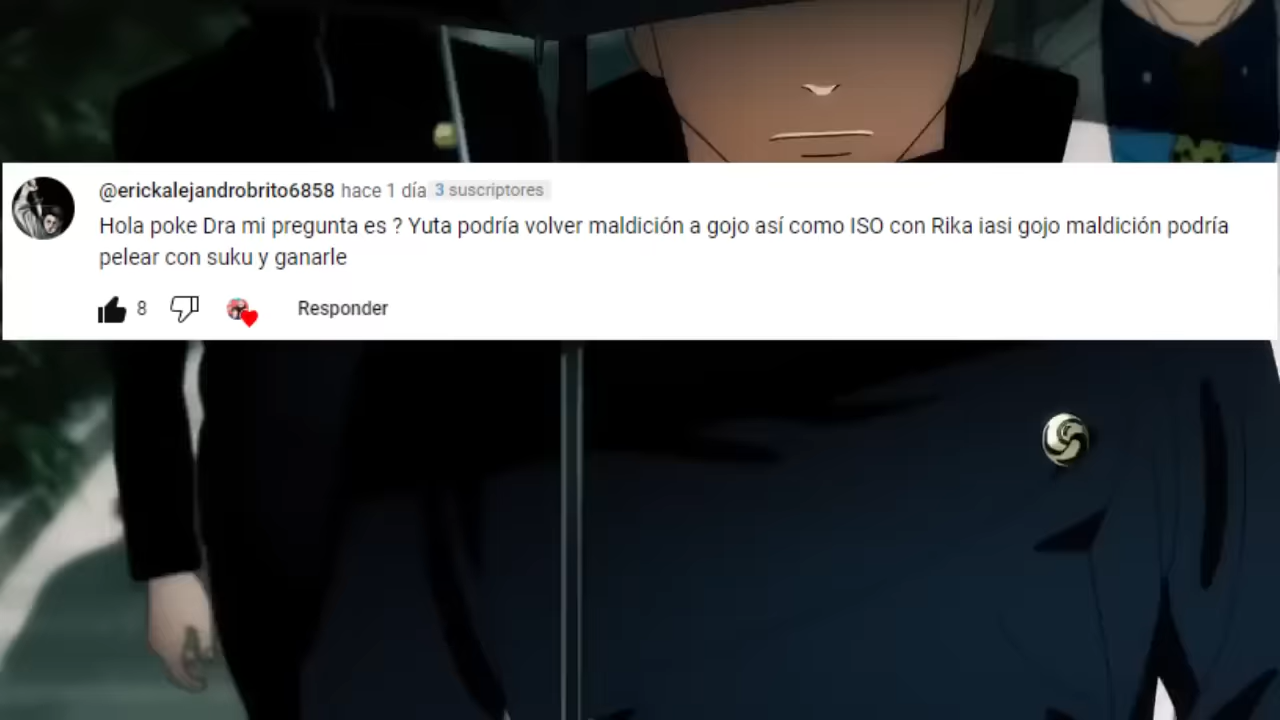 @erickalejandrobrito6858 hace 1 día 3 suscriptores
Hola poke Dra mi pregunta es ? Yuta podría volver maldición a gojo así como ISO con Rika iasi gojo maldición podría
pelear con suku y ganarle
8 Responder